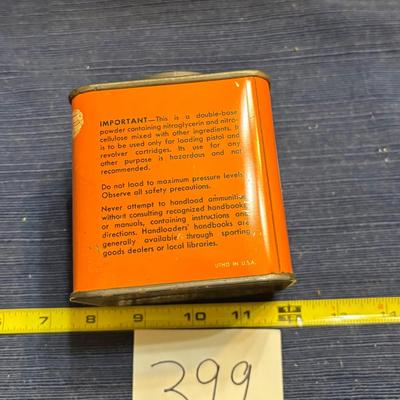 IMPORTANT—This is a double-base
powder containing nitroglycerin and nitro-
cellulose mixed with other ingredients. It
is to be used only for loading pistol and
revolver cartridges. Its use for any
other purpose is hazardous and not
recommended.
Do not load to maximum pressure levels.
Observe all safety precautions.
Never attempt to handload ammunition
without consulting recognized handbooks
or manuals, containing instructions and
directions. Handloaders' handbooks are
generally available through sporting
goods dealers or local libraries.
LITHO IN U.S.A.
7 8 9 10 11
399